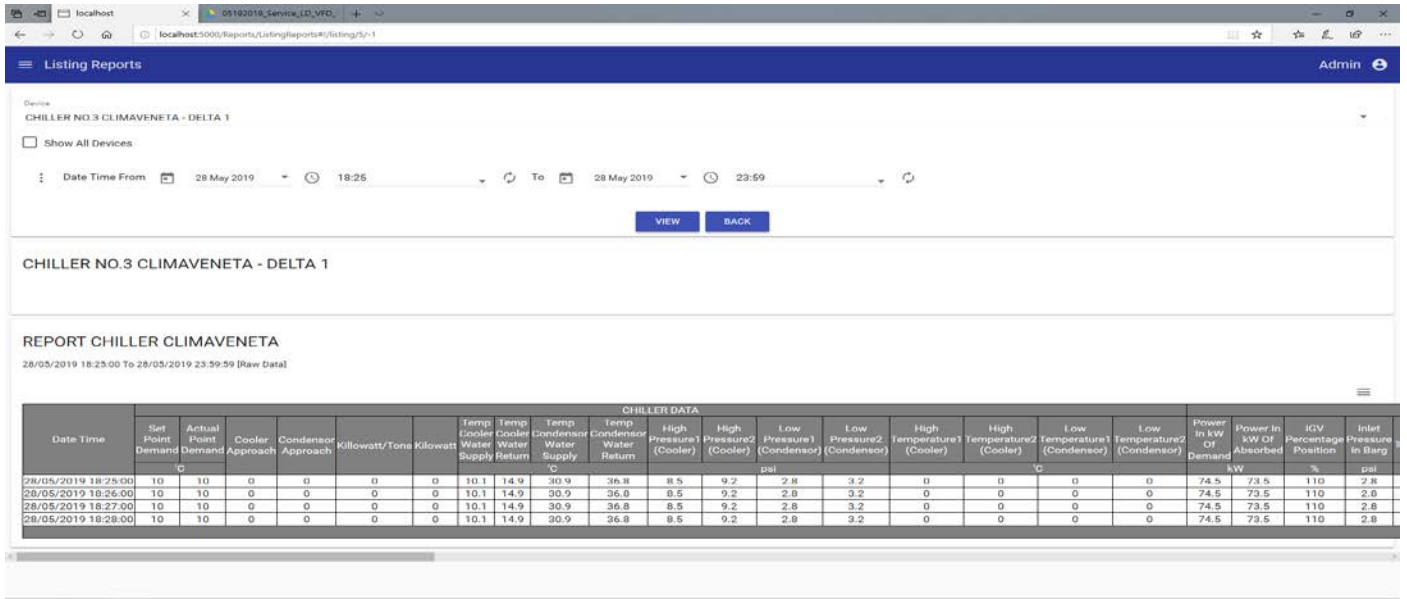 localhost
05192019_Service_LD_VFD_
localhost:5000/Reports/ListingReports#!/listing/5/-1
Listing Reports
Admin
Device
CHILLER NO.3 CLIMAVENETA - DELTA 1
Show All Devices
Date Time From 28 May 2019 18:25 To 28 May 2019 23:59
VIEW BACK
CHILLER NO.3 CLIMAVENETA - DELTA 1
REPORT CHILLER CLIMAVENETA
28/05/2019 18:25:00 To 28/05/2019 23:59:59 [Raw Data]
CHILLER DATA
Date Time Set Point Demand Actual Point Demand Cooler Approach Condensor Approach Killowatt/Tons Kilowatt Temp Cooler Water Supply Temp Cooler Water Return Temp Condensor Water Supply Temp Condensor Water Return High Pressure1 (Cooler) High Pressure2 (Cooler) Low Pressure1 (Condensor) Low Pressure2 (Condensor) High Temperature1 (Cooler) High Temperature2 (Cooler) Low Temperature1 (Condensor) Low Temperature2 (Condensor) Power In kW Of Demand Power In kW Of Absorbed IGV Percentage Position Inlet Pressure In Barg
°C °C psi °C kW % psi
28/05/2019 18:25:00 10 10 0 0 0 0 10.1 14.9 30.9 36.8 8.5 9.2 2.8 3.2 0 0 0 0 74.5 73.5 110 2.8
28/05/2019 18:26:00 10 10 0 0 0 0 10.1 14.9 30.9 36.8 8.5 9.2 2.8 3.2 0 0 0 0 74.5 73.5 110 2.8
28/05/2019 18:27:00 10 10 0 0 0 0 10.1 14.9 30.9 36.8 8.5 9.2 2.8 3.2 0 0 0 0 74.5 73.5 110 2.8
28/05/2019 18:28:00 10 10 0 0 0 0 10.1 14.9 30.9 36.8 8.5 9.2 2.8 3.2 0 0 0 0 74.5 73.5 110 2.8